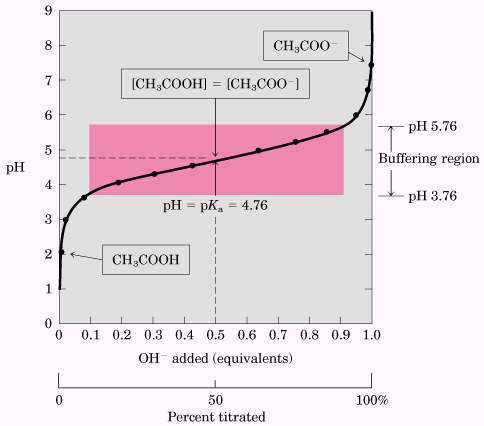 9
8
7
6
5
4
3
2
1
0
pH
CH₃COO⁻
[CH₃COOH] = [CH₃COO⁻]
pH 5.76
Buffering region
pH 3.76
pH = pKₐ = 4.76
CH₃COOH
0 0.1 0.2 0.3 0.4 0.5 0.6 0.7 0.8 0.9 1.0
OH⁻ added (equivalents)
0 50 100%
Percent titrated